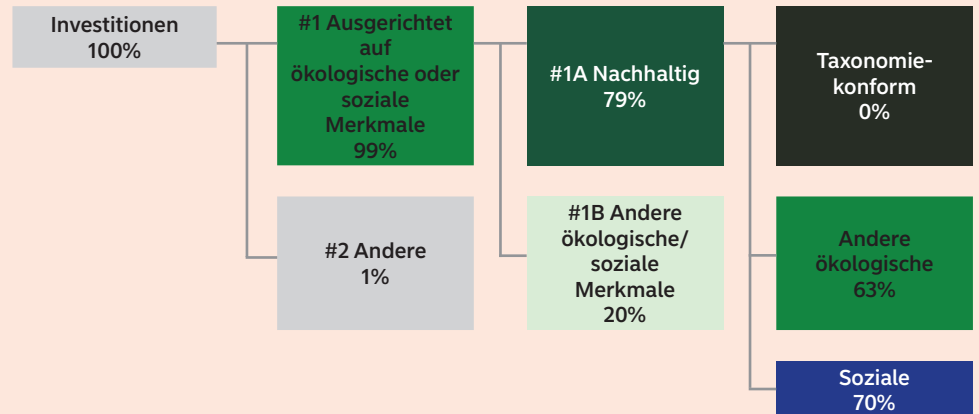 Investitionen
100%
#1 Ausgerichtet
auf
ökologische oder
soziale
Merkmale
99%
#1A Nachhaltig
79%
Taxonomie-
konform
0%
#2 Andere
1%
#1B Andere
ökologische/
soziale
Merkmale
20%
Andere
ökologische
63%
Soziale
70%